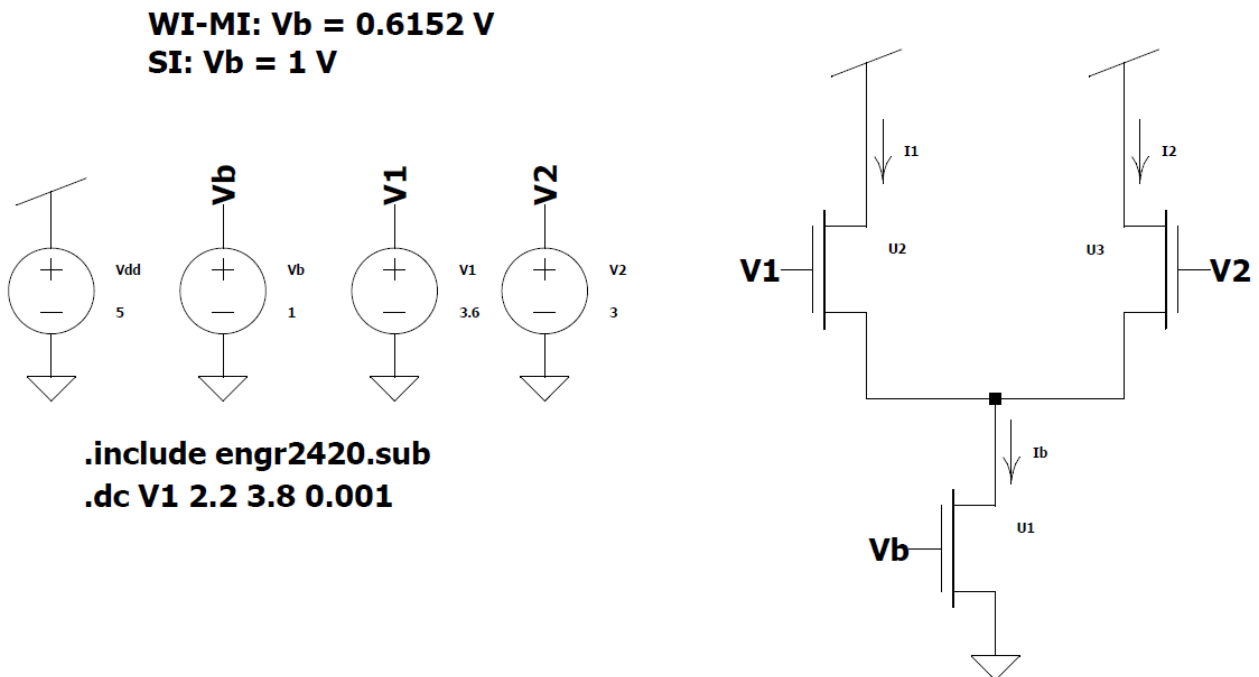 WI-MI: Vb = 0.6152 V
SI: Vb = 1 V
Vb
V1
V2
Vdd
5
Vb
1
V1
3.6
V2
3
.include engr2420.sub
.dc V1 2.2 3.8 0.001
I1
I2
V1
U2
U3
V2
Ib
Vb
U1